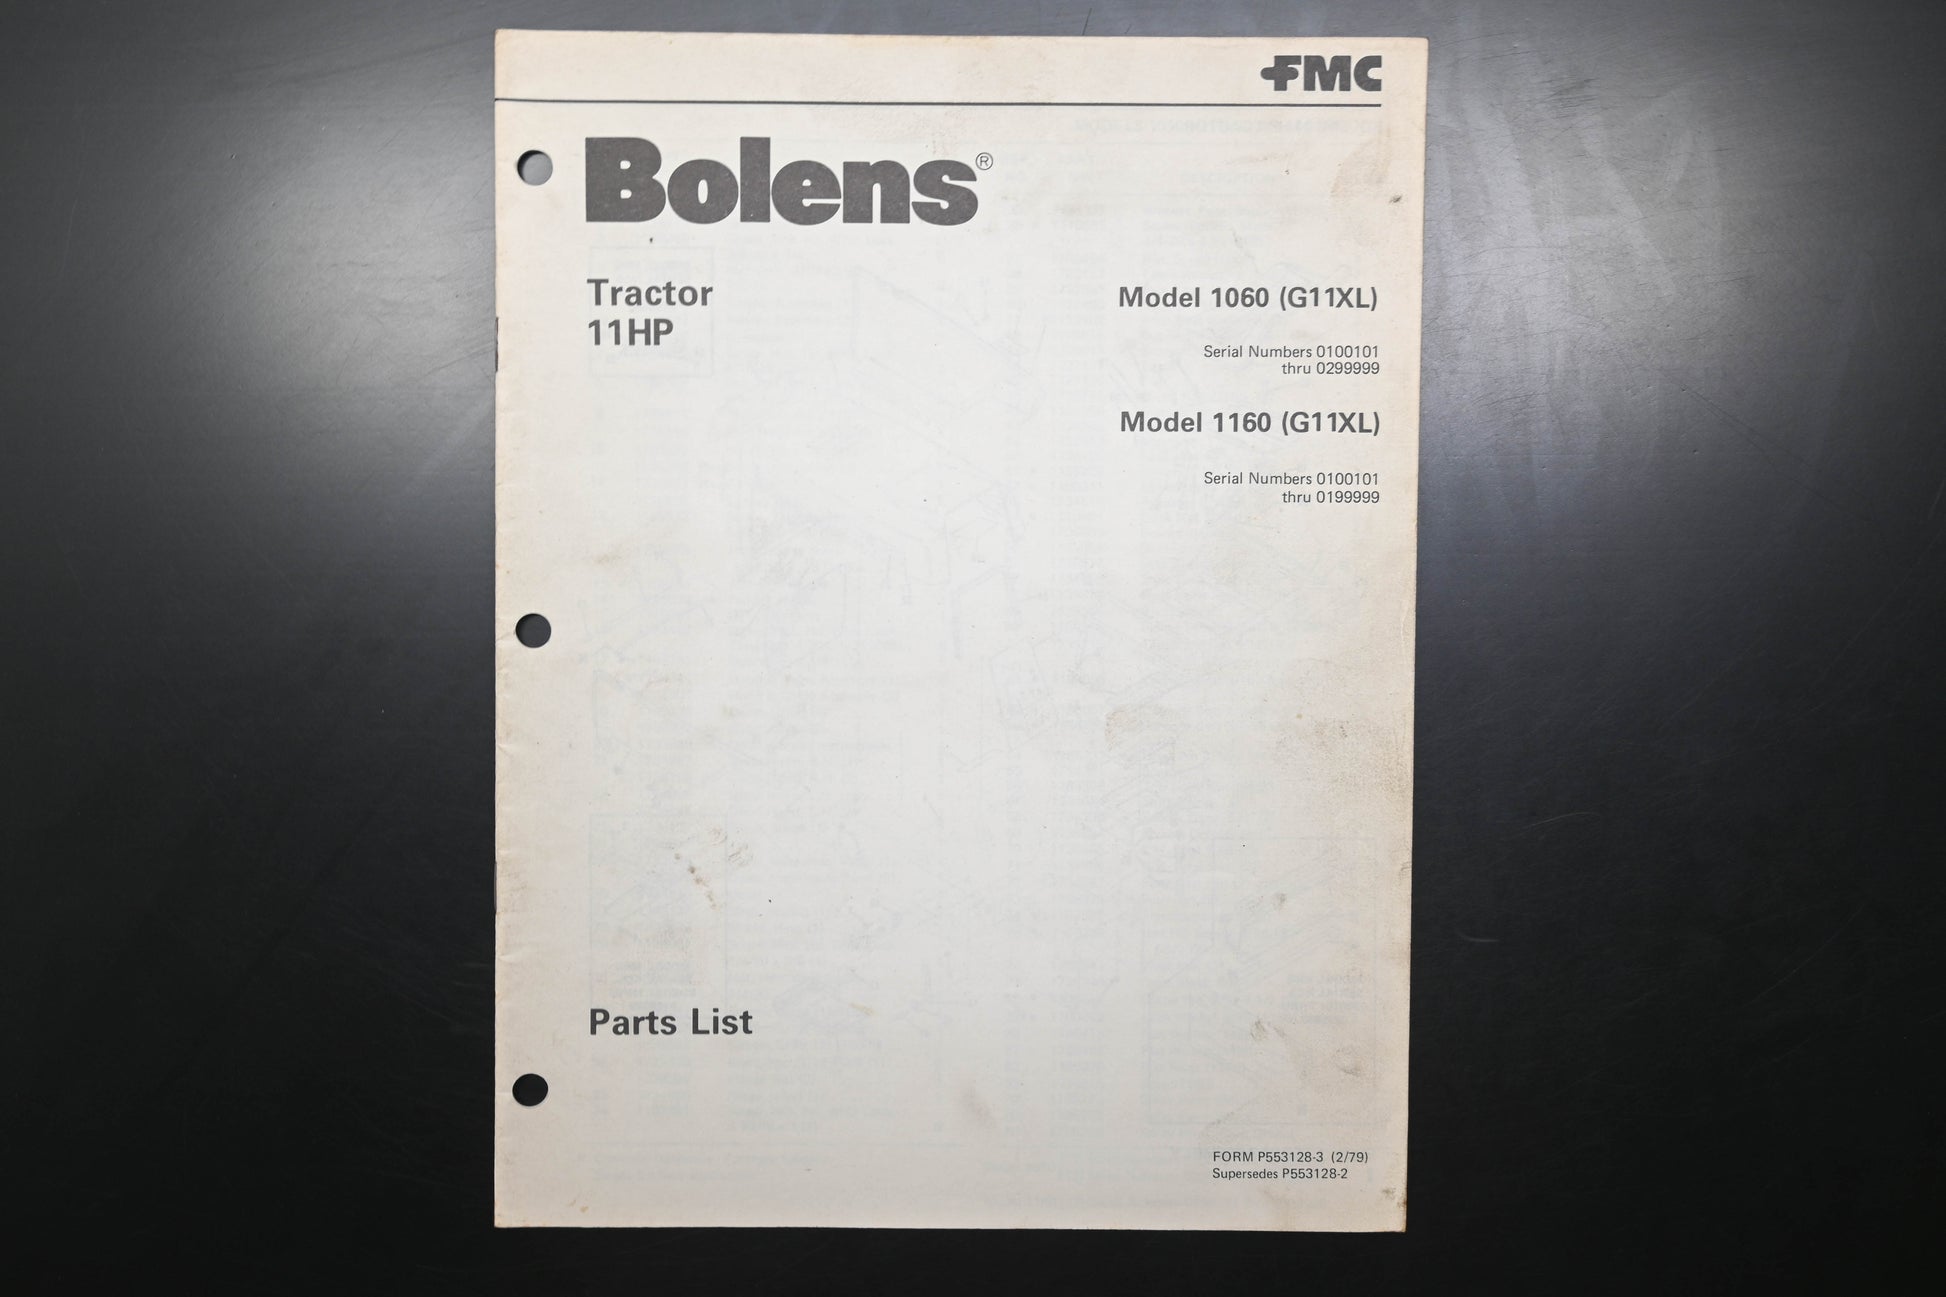 FMC
Bolens®
Tractor
11HP
Model 1060 (G11XL)
Serial Numbers 0100101
thru 0299999
Model 1160 (G11XL)
Serial Numbers 0100101
thru 0199999
Parts List
FORM P553128-3 (2/79)
Supersedes P553128-2